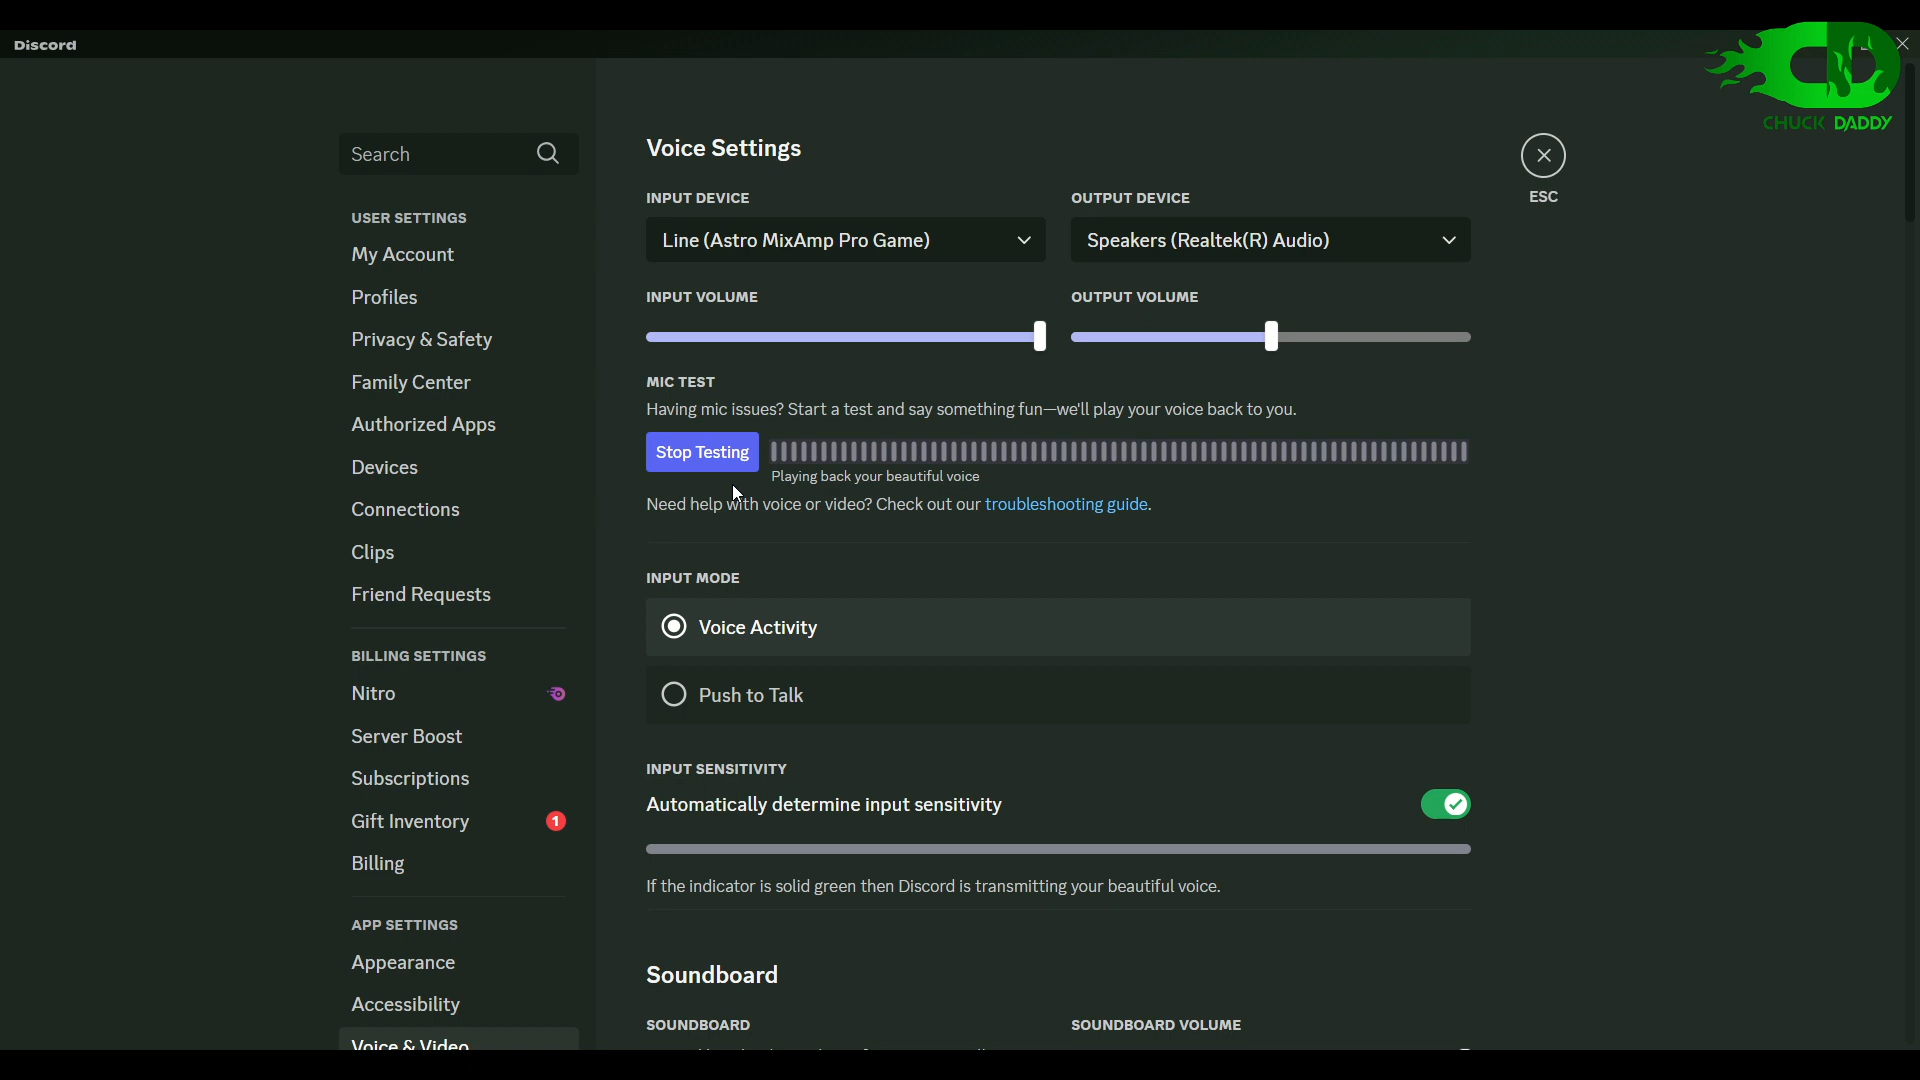 Discord
CHUCK DADDY
Search
USER SETTINGS
My Account
Profiles
Privacy & Safety
Family Center
Authorized Apps
Devices
Connections
Clips
Friend Requests
BILLING SETTINGS
Nitro
Server Boost
Subscriptions
Gift Inventory 1
Billing
APP SETTINGS
Appearance
Accessibility
Voice & Video
Voice Settings
ESC
INPUT DEVICE
Line (Astro MixAmp Pro Game)
OUTPUT DEVICE
Speakers (Realtek(R) Audio)
INPUT VOLUME
OUTPUT VOLUME
MIC TEST
Having mic issues? Start a test and say something fun—we'll play your voice back to you.
Stop Testing
Playing back your beautiful voice
Need help with voice or video? Check out our troubleshooting guide.
INPUT MODE
Voice Activity
Push to Talk
INPUT SENSITIVITY
Automatically determine input sensitivity
If the indicator is solid green then Discord is transmitting your beautiful voice.
Soundboard
SOUNDBOARD
SOUNDBOARD VOLUME